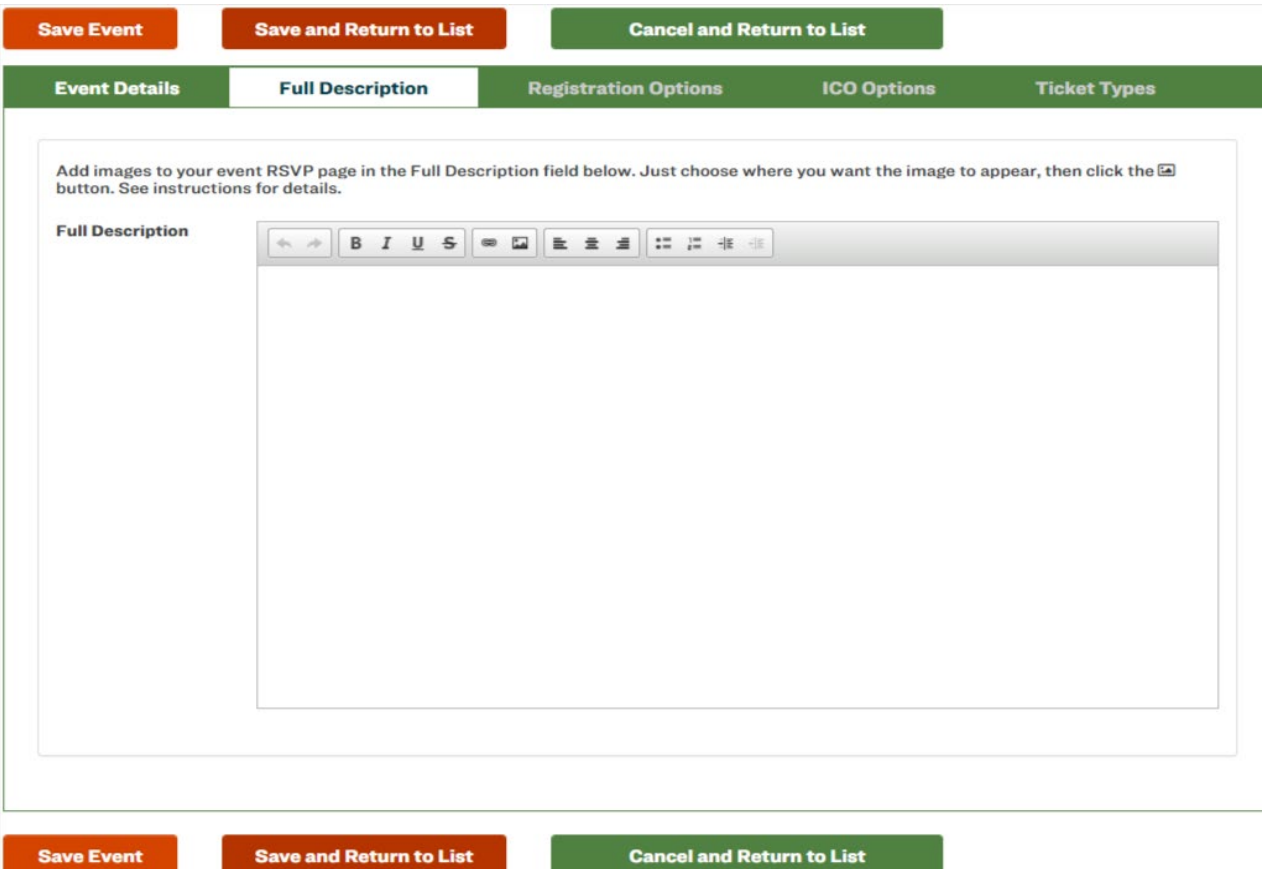 Save Event Save and Return to List Cancel and Return to List
Event Details Full Description Registration Options ICO Options Ticket Types
Add images to your event RSVP page in the Full Description field below. Just choose where you want the image to appear, then click the
button. See instructions for details.
Full Description
B I U S
Save Event Save and Return to List Cancel and Return to List